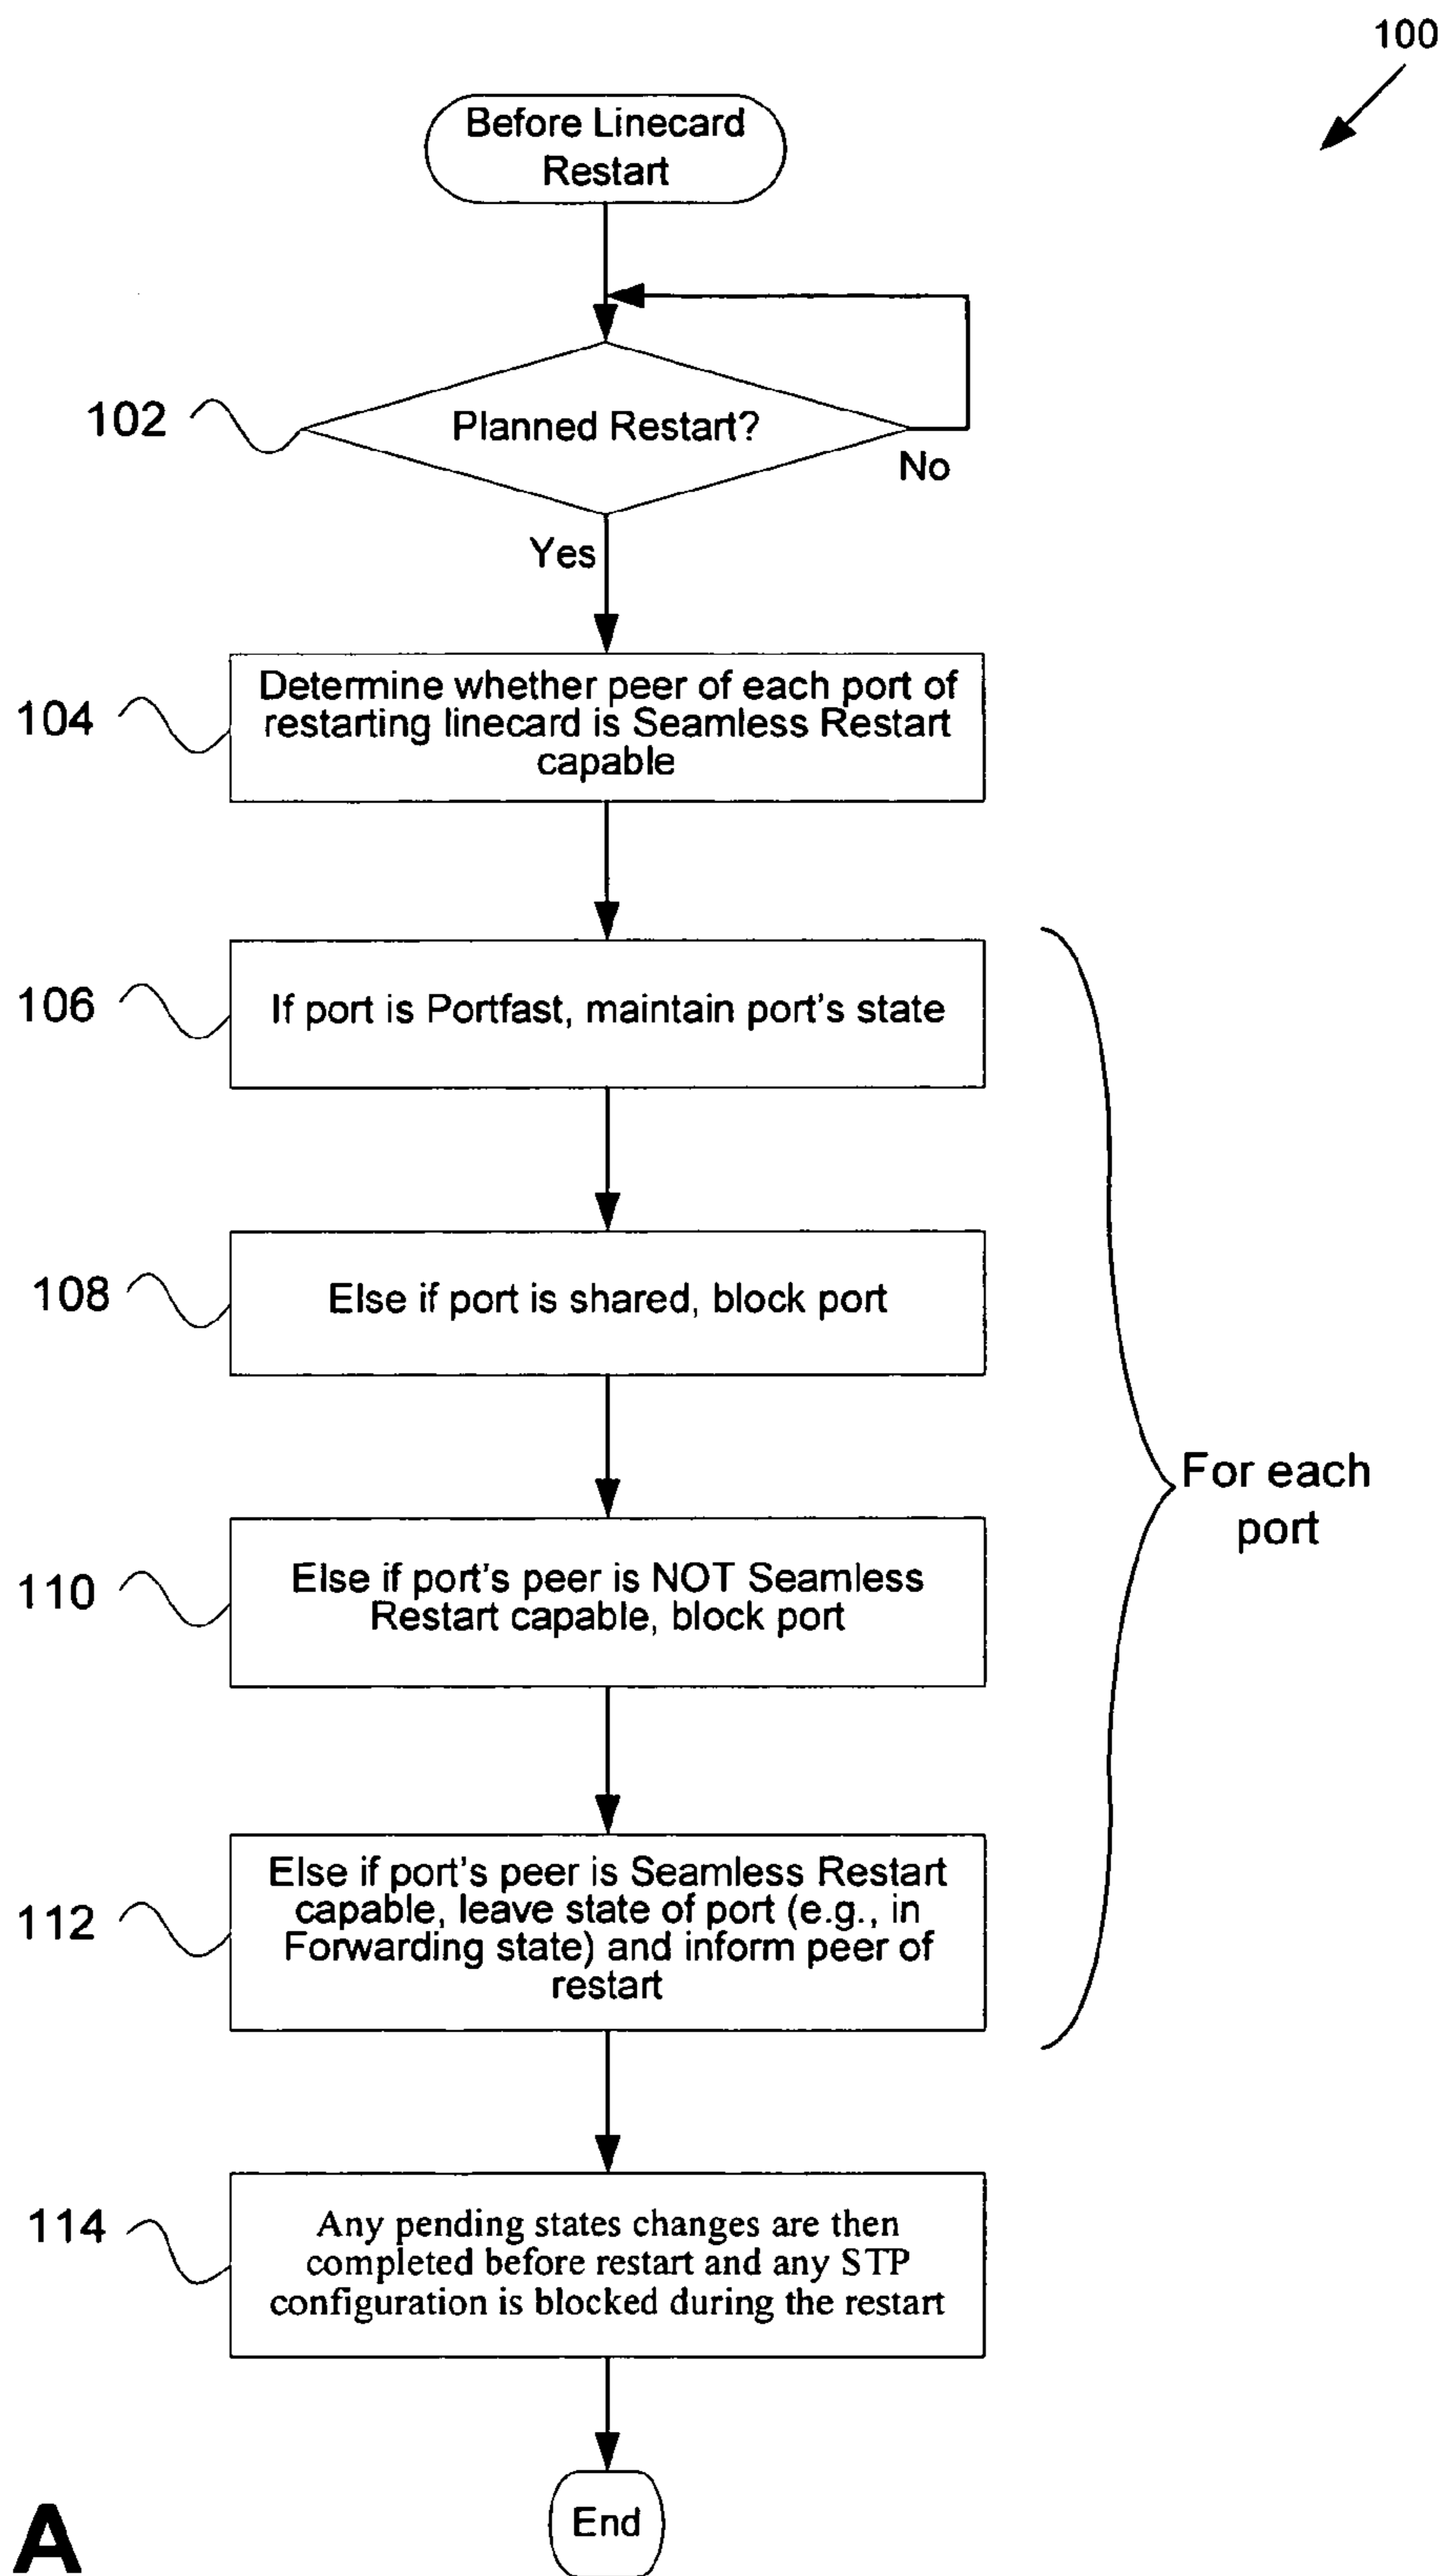 100
Before Linecard
Restart
102
Planned Restart?
No
Yes
104
Determine whether peer of each port of
restarting linecard is Seamless Restart
capable
106
If port is Portfast, maintain port's state
108
Else if port is shared, block port
For each
port
110
Else if port's peer is NOT Seamless
Restart capable, block port
112
Else if port's peer is Seamless Restart
capable, leave state of port (e.g., in
Forwarding state) and inform peer of
restart
114
Any pending states changes are then
completed before restart and any STP
configuration is blocked during the restart
End
A